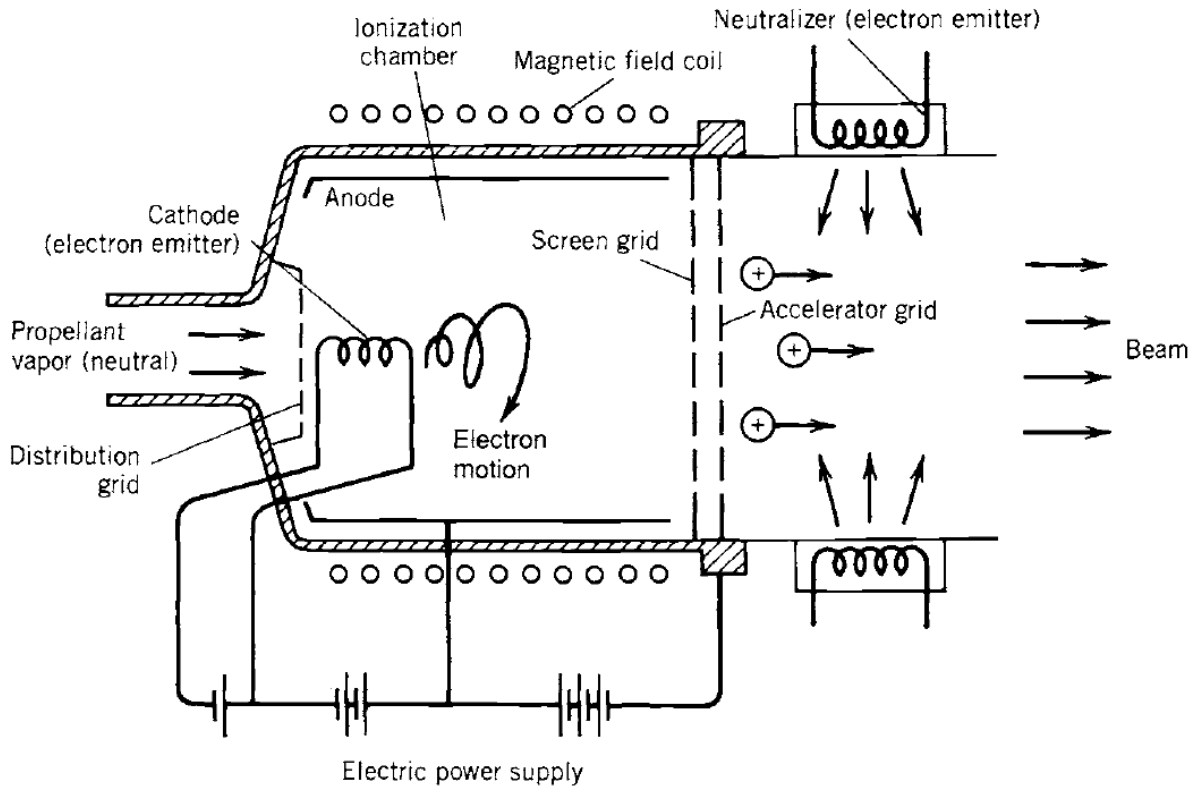 Neutralizer (electron emitter)
Ionization
chamber
Magnetic field coil
Anode
Cathode
(electron emitter)
Screen grid
+
Accelerator grid
Propellant
vapor (neutral)
+
Beam
+
Electron
motion
Distribution
grid
Electric power supply